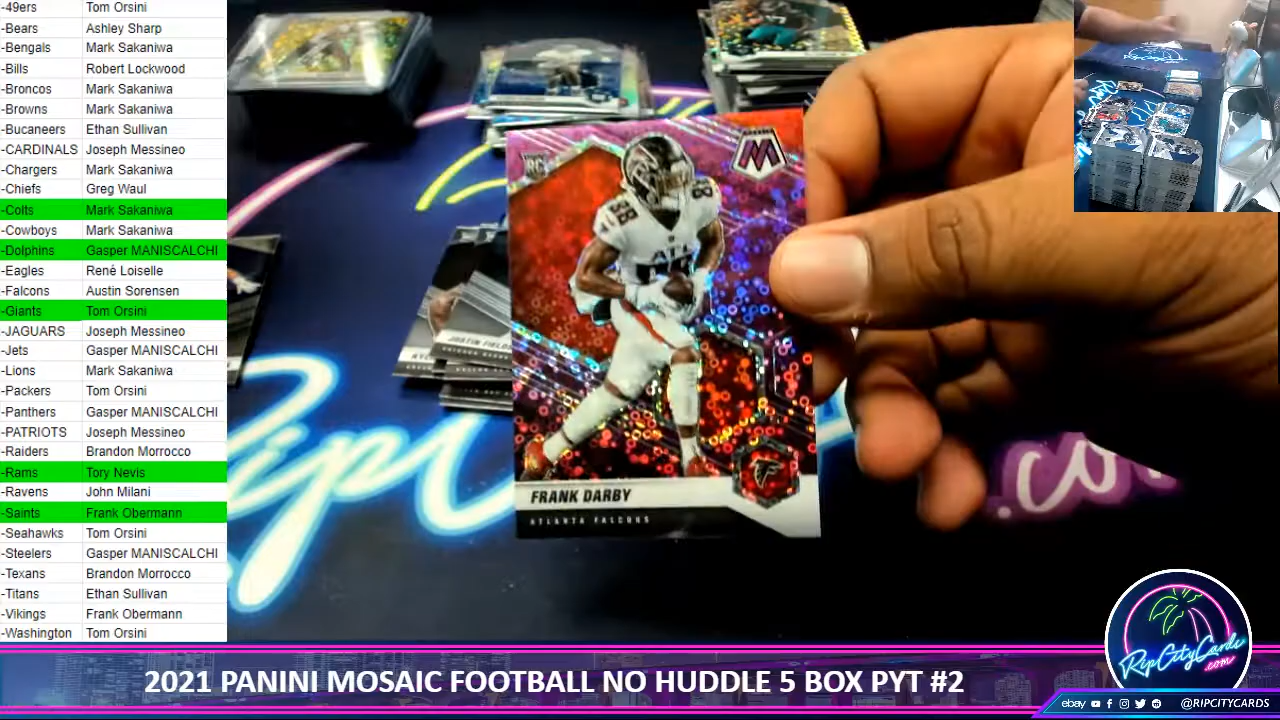 -49ers Tom Orsini
-Bears Ashley Sharp
-Bengals Mark Sakaniwa
-Bills Robert Lockwood
-Broncos Mark Sakaniwa
-Browns Mark Sakaniwa
-Bucaneers Ethan Sullivan
-CARDINALS Joseph Messineo
-Chargers Mark Sakaniwa
-Chiefs Greg Waul
-Colts Mark Sakaniwa
-Cowboys Mark Sakaniwa
-Dolphins Gasper MANISCALCHI
-Eagles René Loiselle
-Falcons Austin Sorensen
-Giants Tom Orsini
-JAGUARS Joseph Messineo
-Jets Gasper MANISCALCHI
-Lions Mark Sakaniwa
-Packers Tom Orsini
-Panthers Gasper MANISCALCHI
-PATRIOTS Joseph Messineo
-Raiders Brandon Morrocco
-Rams Tory Nevis
-Ravens John Milani
-Saints Frank Obermann
-Seahawks Tom Orsini
-Steelers Gasper MANISCALCHI
-Texans Brandon Morrocco
-Titans Ethan Sullivan
-Vikings Frank Obermann
-Washington Tom Orsini
RC
M
88
ATL
88
JUSTIN
FRANK DARBY
ATLANTA FALCONS
.co
RipCityCards
.com
2021 PANINI MOSAIC FOOTBALL NO HUDDLE 5 BOX PYT #2
ebay @RIPCITYCARDS